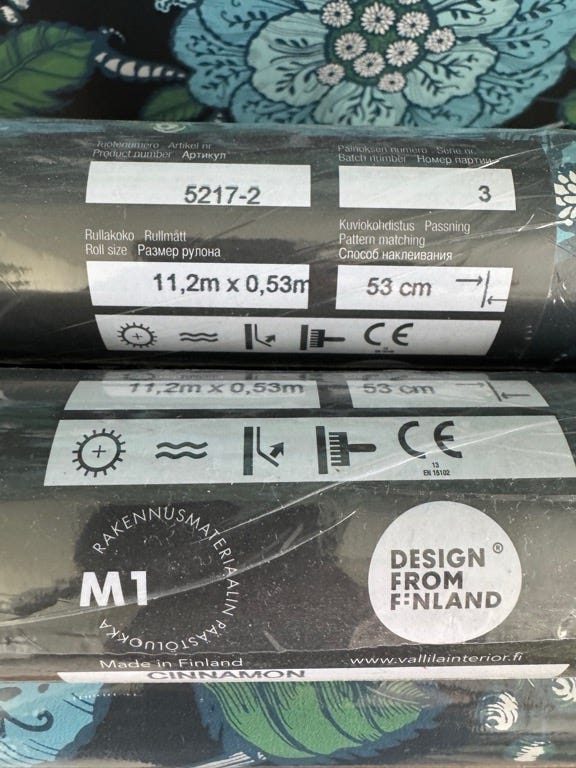 Tuotenumero Artikel nr
Product number Артикул
5217-2
Pänoksen numero Serie nr.
Batch number Номер партии
3
Rullakoko Rullmått
Roll size Размер рулона
11,2m x 0,53m
Kuviokohdistus Passning
Pattern matching
Способ наклеивания
53 cm
CE
11,2m x 0,53m
53 cm
CE
13
EN 15102
RAKENNUSMATERIAALIN PÄÄSTÖLUOKKA
M1
DESIGN ®
FROM
FINLAND
Made in Finland
www.vallilainterior.fi
CINNAMON